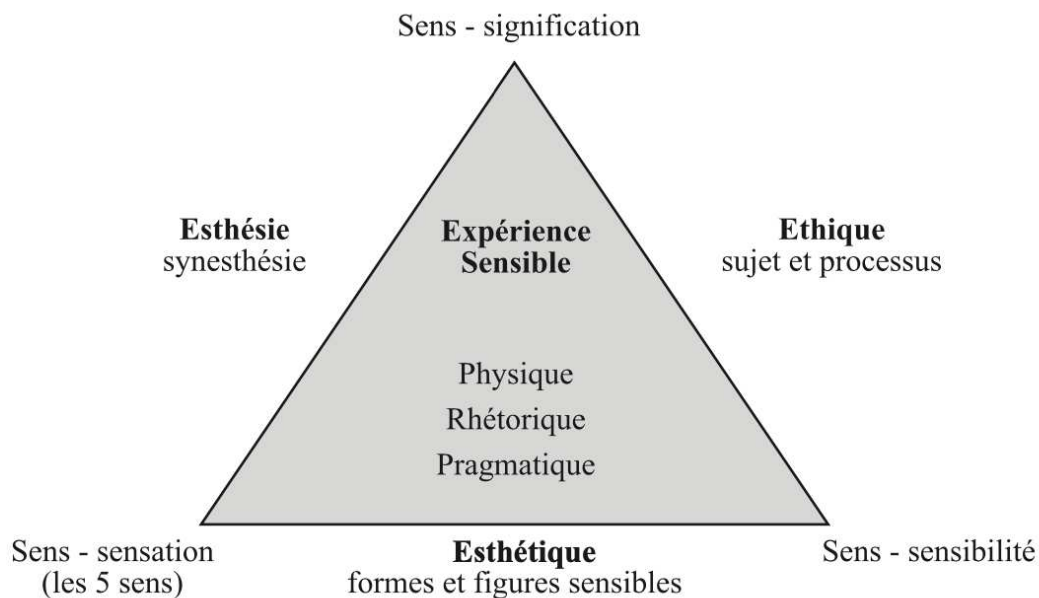 Sens - signification
Esthésie
synesthésie
Expérience
Sensible
Ethique
sujet et processus
Physique
Rhétorique
Pragmatique
Sens - sensation
(les 5 sens)
Esthétique
formes et figures sensibles
Sens - sensibilité